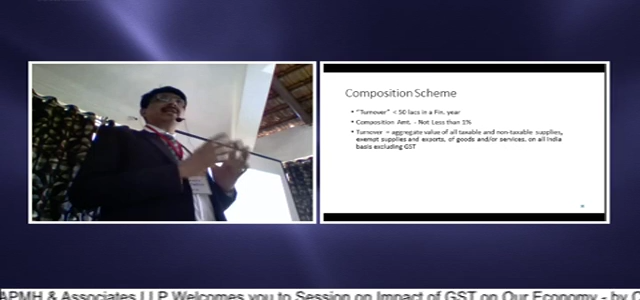 Composition Scheme
• "Turnover" < 50 lacs in a Fin. year
• Composition Amt. - Not Less than 1%
• Turnover = aggregate value of all taxable and non-taxable supplies,
exempt supplies and exports, of goods and/or services, on all India
basis excluding GST
APMH & Associates LLP Welcomes you to Session on Impact of GST on Our Economy - by